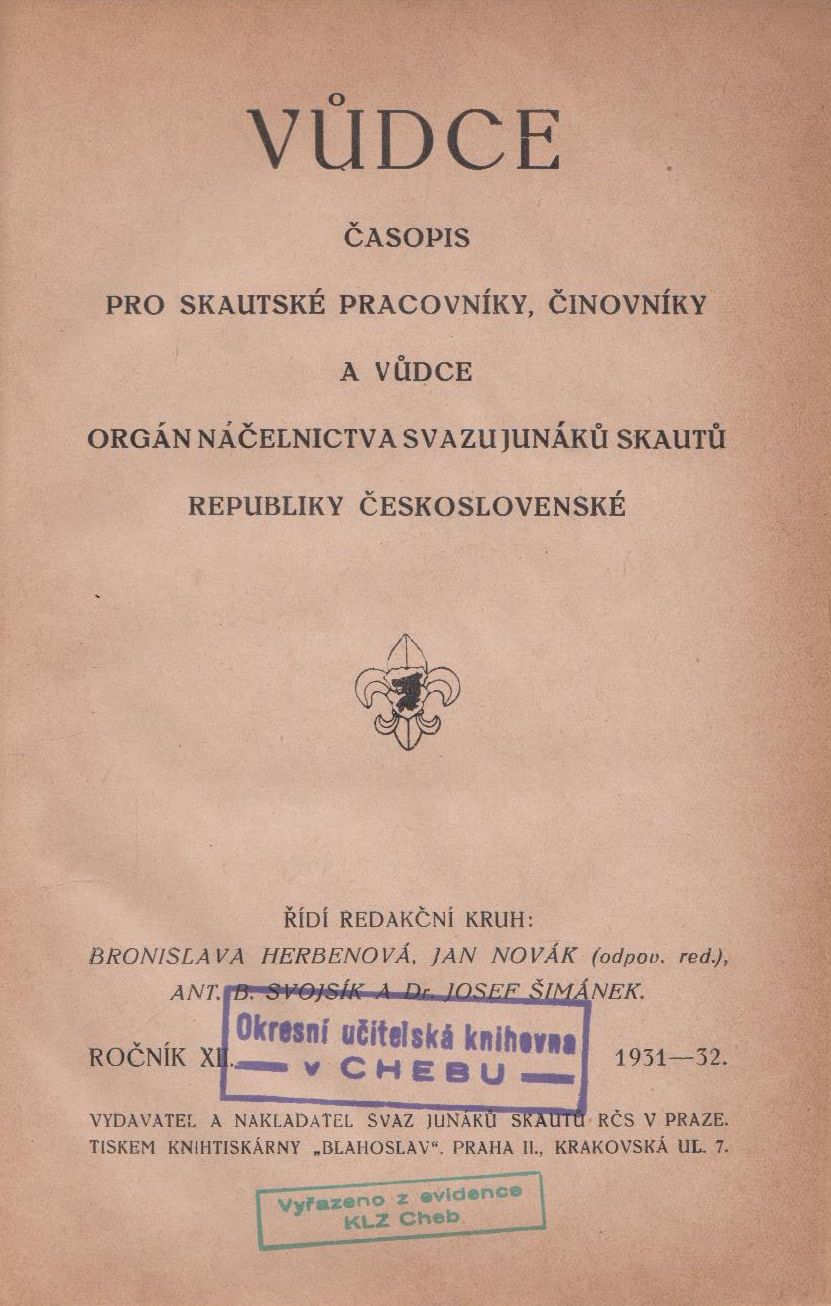 VŮDCE
ČASOPIS
PRO SKAUTSKÉ PRACOVNÍKY, ČINOVNÍKY
A VŮDCE
ORGÁN NÁČELNICTVA SVAZU JUNÁKŮ SKAUTŮ
REPUBLIKY ČESKOSLOVENSKÉ
ŘÍDÍ REDAKČNÍ KRUH:
BRONISLAVA HERBENOVÁ, JAN NOVÁK (odpov. red.),
ANT. B. SVOJSÍK A Dr. JOSEF ŠIMÁNEK.
Okresní učitelská knihovna
v CHEBU
ROČNÍK XII. 1931—32.
VYDAVATEL A NAKLADATEL SVAZ JUNÁKŮ SKAUTŮ RČS V PRAZE.
TISKEM KNIHTISKÁRNY „BLAHOSLAV“. PRAHA II., KRAKOVSKÁ UL. 7.
Vyřazeno z evidence
KLZ Cheb.